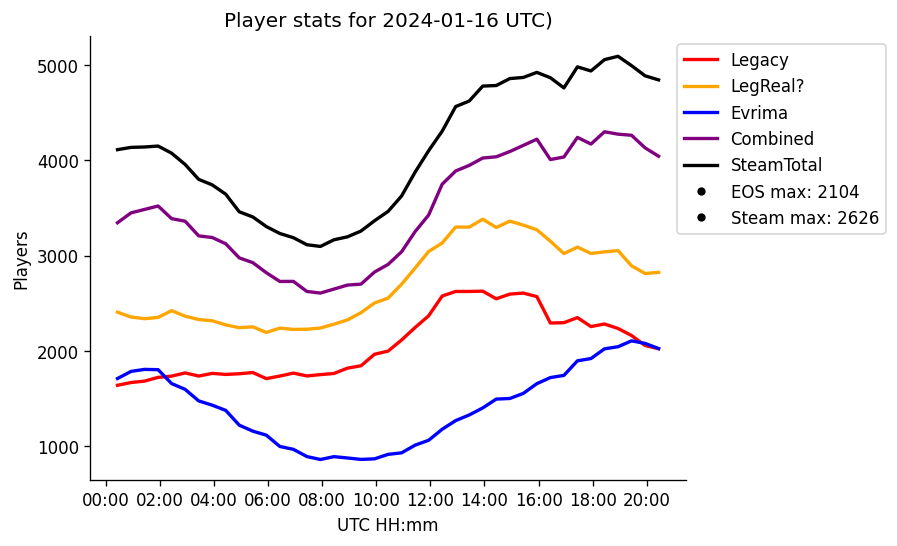 Player stats for 2024-01-16 UTC)
5000
4000
3000
2000
1000
Players
00:00 02:00 04:00 06:00 08:00 10:00 12:00 14:00 16:00 18:00 20:00
UTC HH:mm
Legacy
LegReal?
Evrima
Combined
SteamTotal
EOS max: 2104
Steam max: 2626